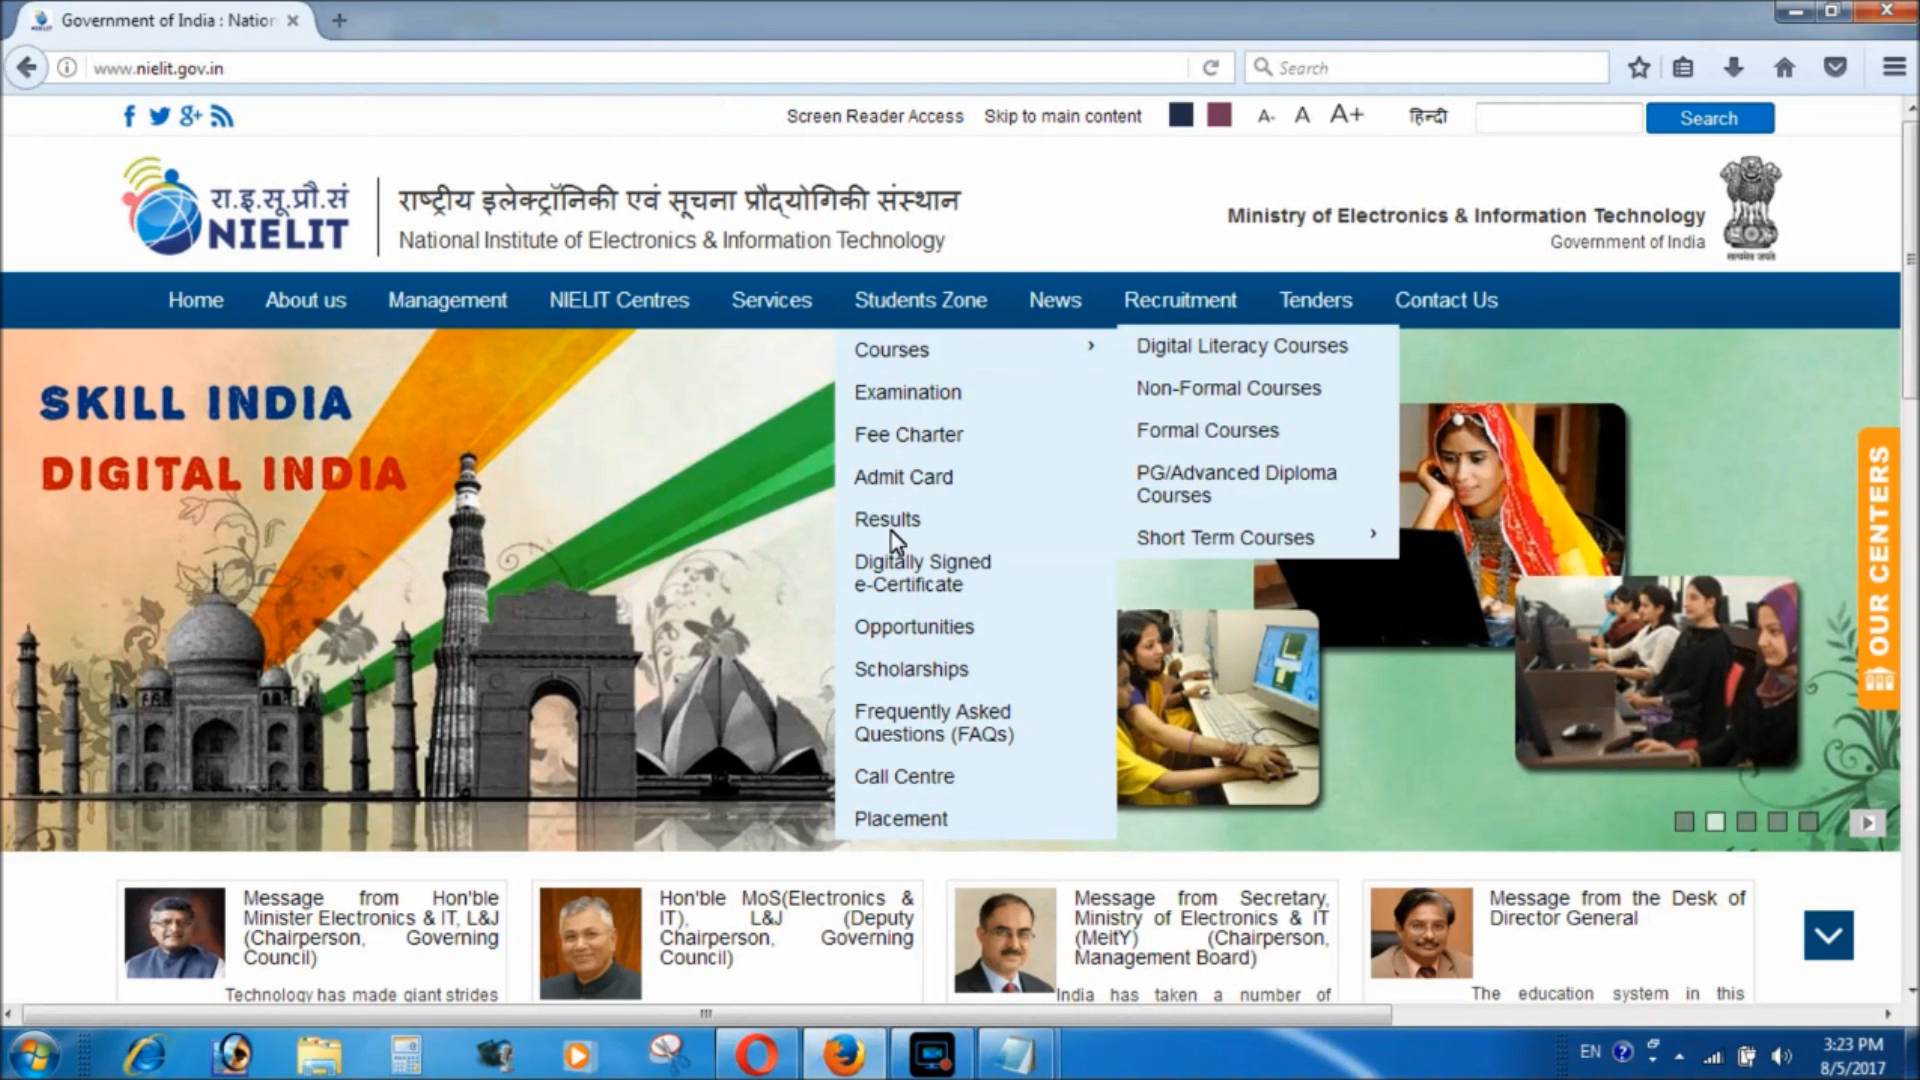 Government of India : Nation
www.nielit.gov.in
Search
Screen Reader Access
Skip to main content
A-
A
A+
हिन्दी
Search
रा.इ.सू.प्रौ.सं
NIELIT
राष्ट्रीय इलेक्ट्रॉनिकी एवं सूचना प्रौद्योगिकी संस्थान
National Institute of Electronics & Information Technology
Ministry of Electronics & Information Technology
Government of India
सत्यमेव जयते
Home
About us
Management
NIELIT Centres
Services
Students Zone
News
Recruitment
Tenders
Contact Us
SKILL INDIA
DIGITAL INDIA
Courses
Examination
Fee Charter
Admit Card
Results
Digitally Signed
e-Certificate
Opportunities
Scholarships
Frequently Asked
Questions (FAQs)
Call Centre
Placement
Digital Literacy Courses
Non-Formal Courses
Formal Courses
PG/Advanced Diploma
Courses
Short Term Courses
OUR CENTERS
Message from Hon'ble
Minister Electronics & IT, L&J
(Chairperson, Governing
Council)
Technology has made giant strides
Hon'ble MoS(Electronics &
IT), L&J (Deputy
Chairperson, Governing
Council)
Message from Secretary,
Ministry of Electronics & IT
(MeitY) (Chairperson,
Management Board)
India has taken a number of
Message from the Desk of
Director General
The education system in this
EN
3:23 PM
8/5/2017